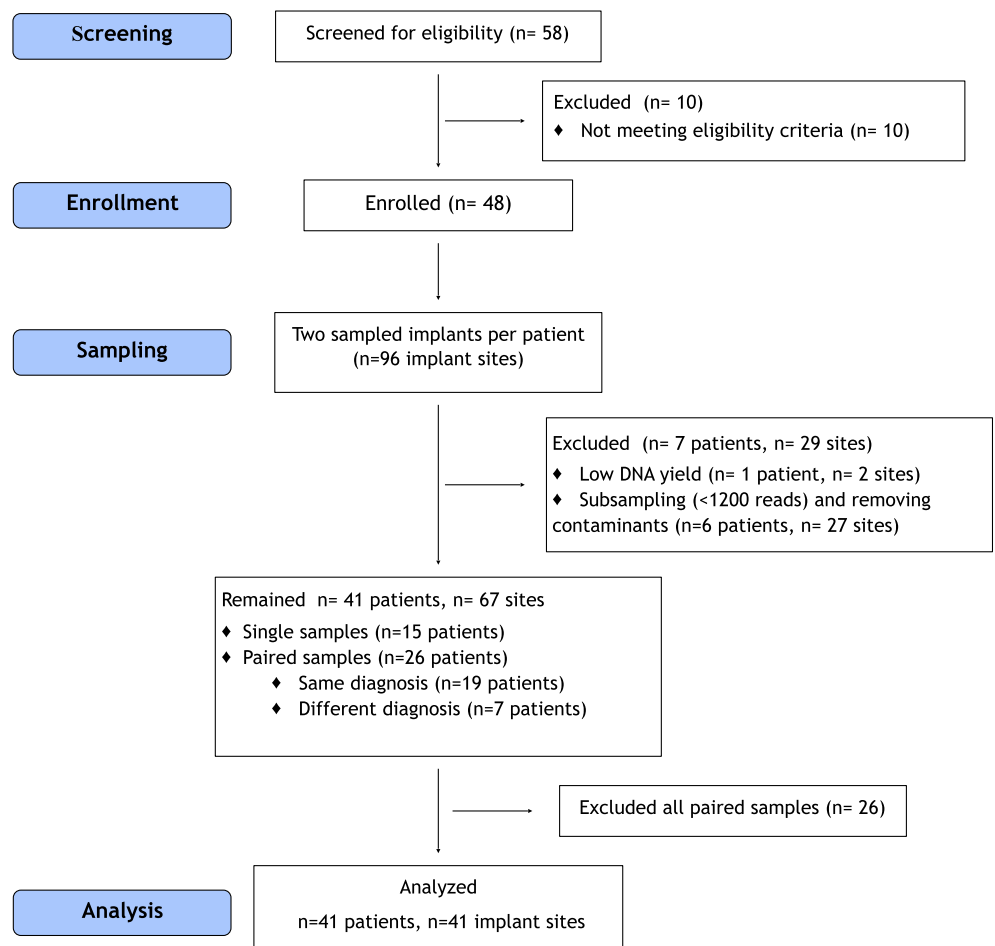 Screening
Screened for eligibility (n= 58)
Excluded (n= 10)
♦ Not meeting eligibility criteria (n= 10)
Enrollment
Enrolled (n= 48)
Sampling
Two sampled implants per patient
(n=96 implant sites)
Excluded (n= 7 patients, n= 29 sites)
♦ Low DNA yield (n= 1 patient, n= 2 sites)
♦ Subsampling (<1200 reads) and removing
contaminants (n=6 patients, n= 27 sites)
Remained n= 41 patients, n= 67 sites
♦ Single samples (n=15 patients)
♦ Paired samples (n=26 patients)
♦ Same diagnosis (n=19 patients)
♦ Different diagnosis (n=7 patients)
Excluded all paired samples (n= 26)
Analysis
Analyzed
n=41 patients, n=41 implant sites